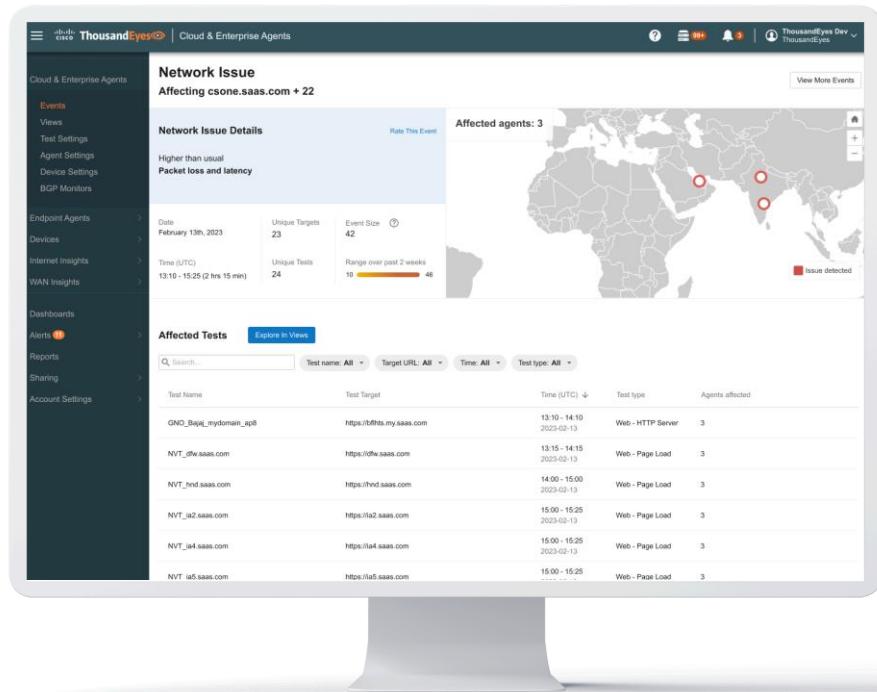 CISCO ThousandEyes Cloud & Enterprise Agents
99+ 3 ThousandEyes Dev
ThousandEyes
Cloud & Enterprise Agents
Events
Views
Test Settings
Agent Settings
Device Settings
BGP Monitors
Endpoint Agents
Devices
Internet Insights
WAN Insights
Dashboards
Alerts 11
Reports
Sharing
Account Settings
Network Issue
Affecting csone.saas.com + 22
View More Events
Network Issue Details
Rate This Event
Higher than usual
Packet loss and latency
Date
February 13th, 2023
Unique Targets
23
Event Size ?
42
Time (UTC)
13:10 - 15:25 (2 hrs 15 min)
Unique Tests
24
Range over past 2 weeks
10 46
Affected agents: 3
+
−
Issue detected
Affected Tests Explore In Views
Search...
Test name: All Target URL: All Time: All Test type: All
Test Name Test Target Time (UTC) ↓ Test type Agents affected
GNO_Bajaj_mydomain_ap8 https://bflhts.my.saas.com 13:10 - 14:10 Web - HTTP Server 3
2023-02-13
NVT_dfw.saas.com https://dfw.saas.com 13:15 - 14:15 Web - Page Load 3
2023-02-13
NVT_hnd.saas.com https://hnd.saas.com 14:00 - 15:00 Web - Page Load 3
2023-02-13
NVT_ia2.saas.com https://ia2.saas.com 15:00 - 15:25 Web - Page Load 3
2023-02-13
NVT_ia4.saas.com https://ia4.saas.com 15:00 - 15:25 Web - Page Load 3
2023-02-13
NVT_ia5.saas.com https://ia5.saas.com 15:00 - 15:25 Web - Page Load 3